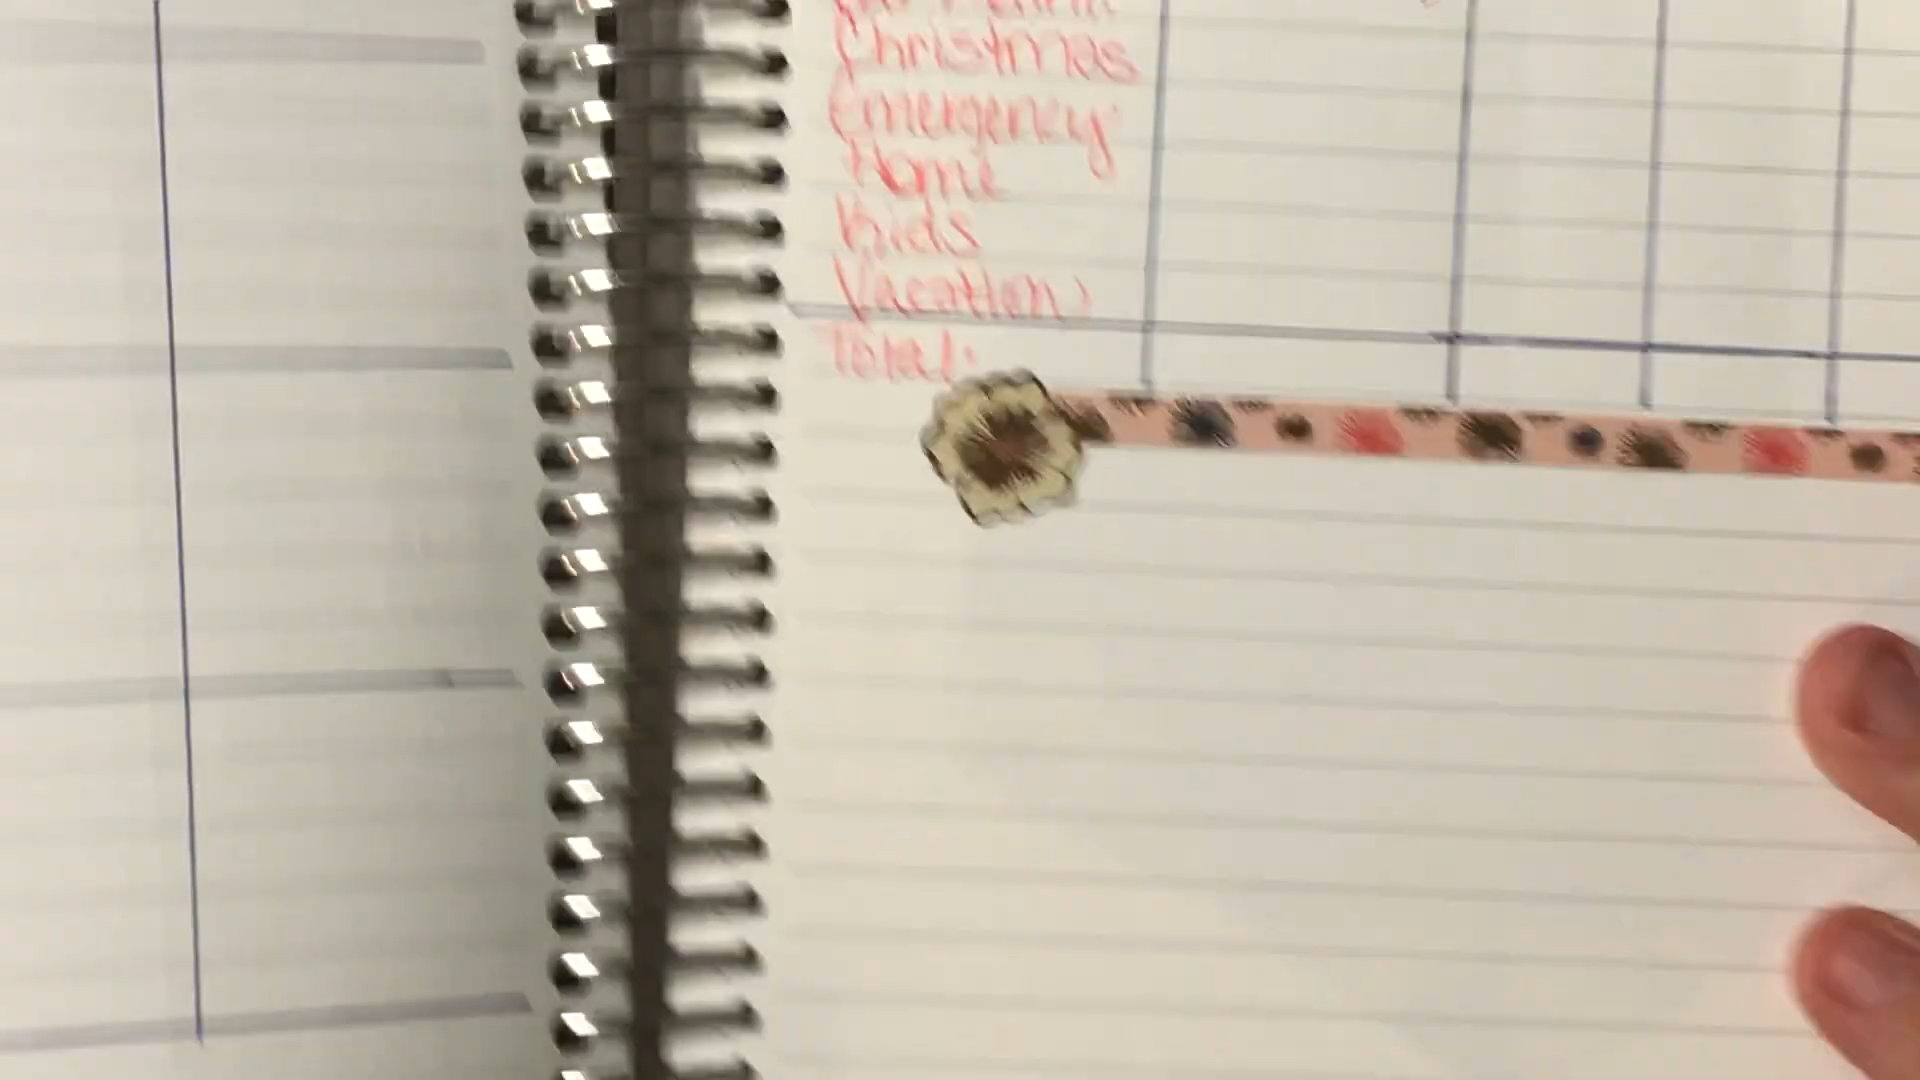 Christmas
Emergency
Home
Kids
Vacation
Total: